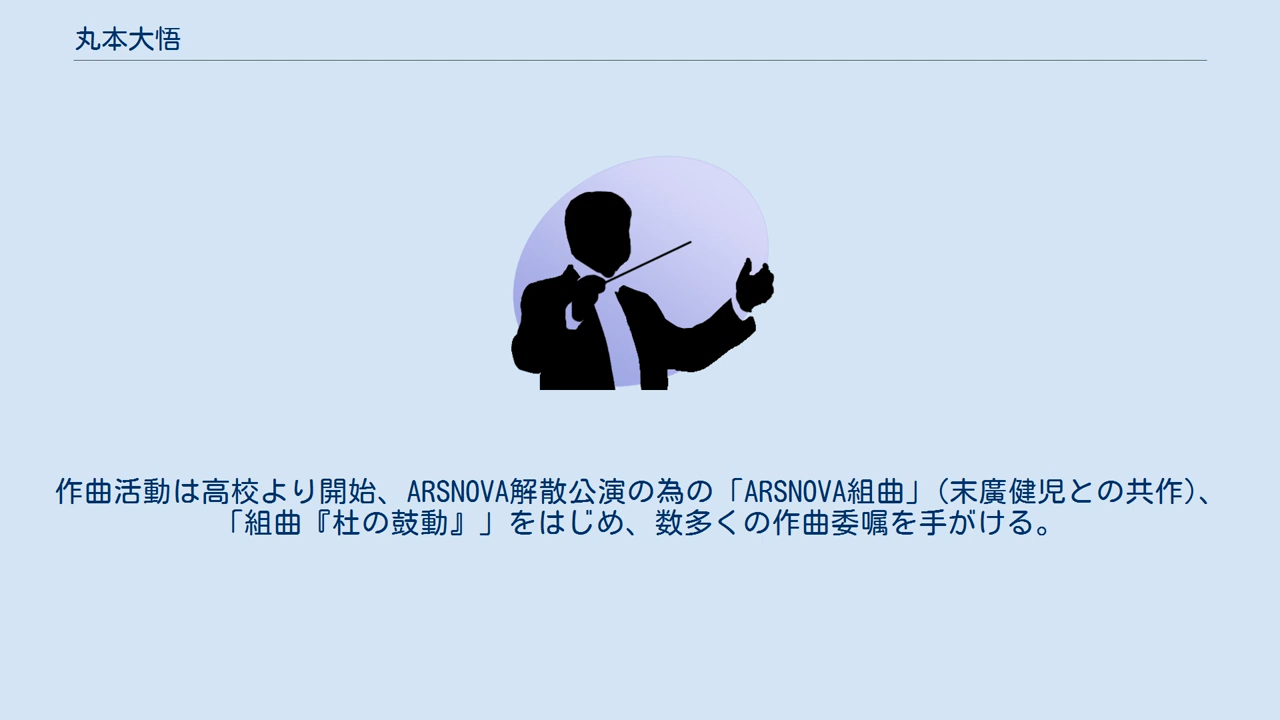 丸本大悟
作曲活動は高校より開始、ARSNOVA解散公演の為の「ARSNOVA組曲」(末廣健児との共作)、
「組曲『杜の鼓動』」をはじめ、数多くの作曲委嘱を手がける。